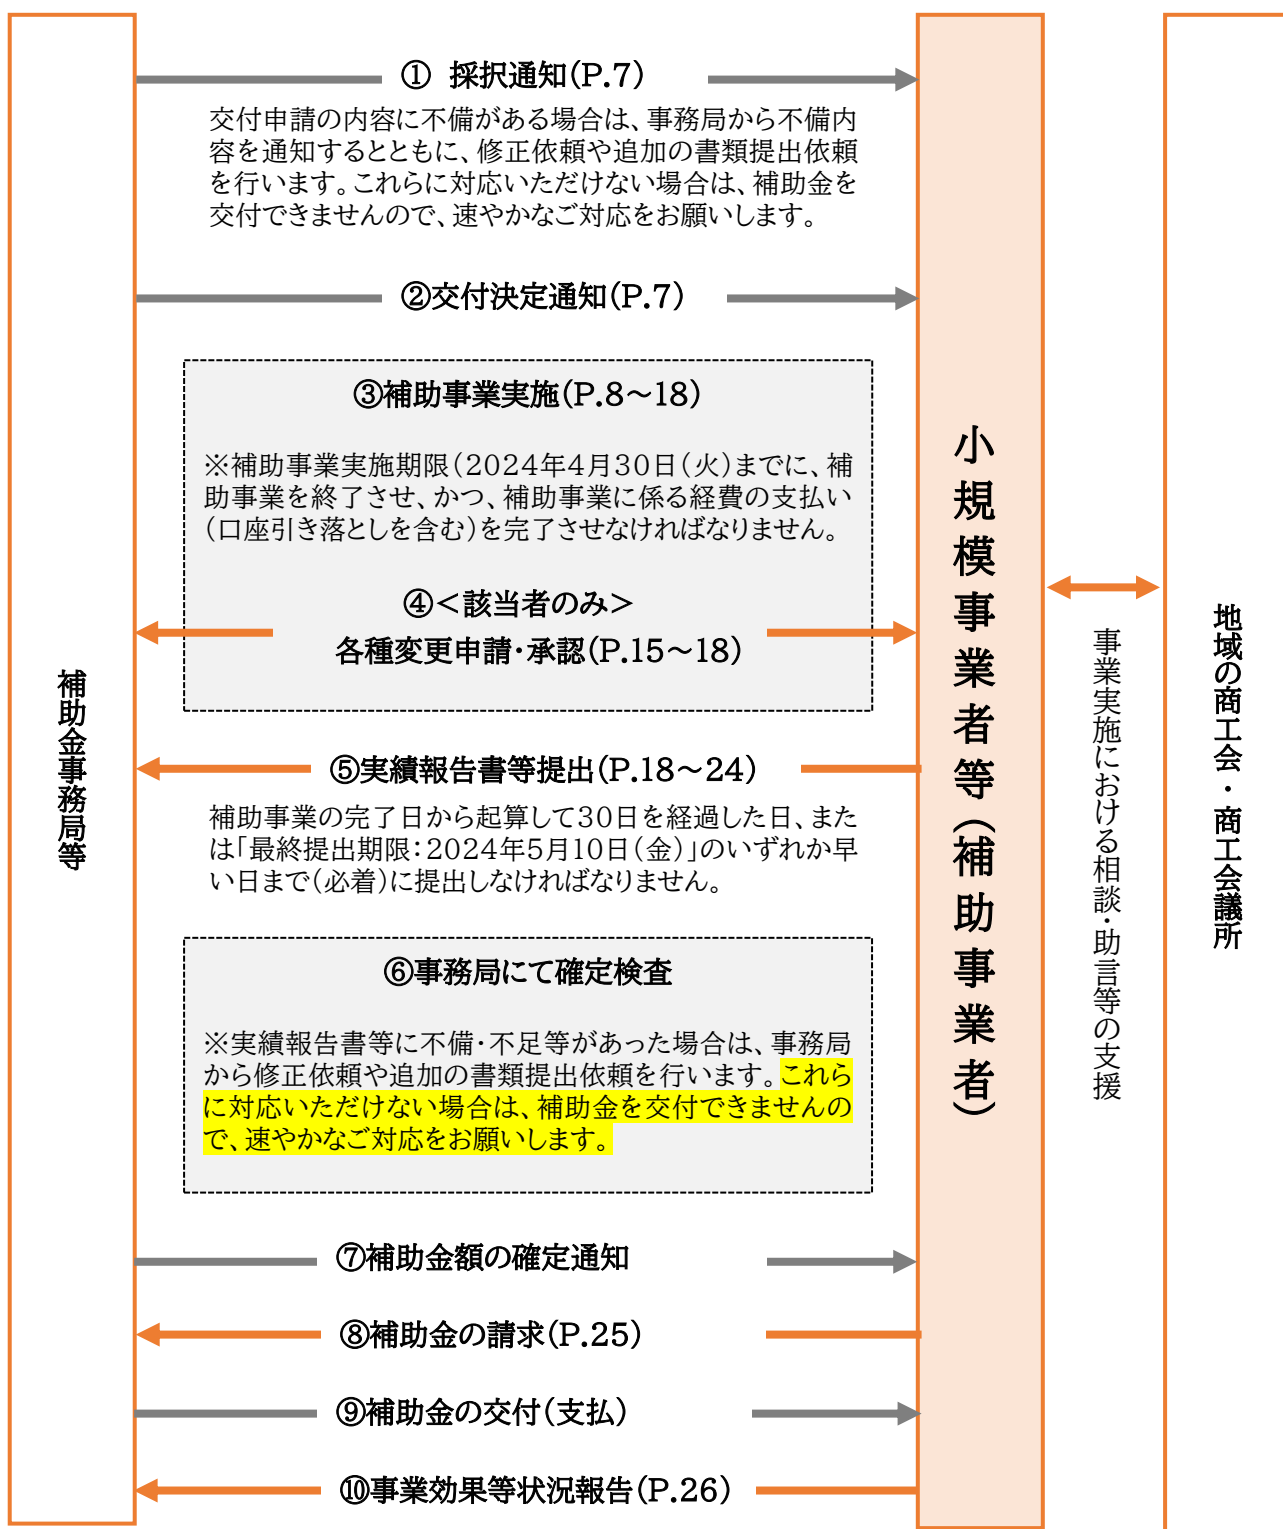 ① 採択通知(P.7)
交付申請の内容に不備がある場合は、事務局から不備内
容を通知するとともに、修正依頼や追加の書類提出依頼
を行います。これらに対応いただけない場合は、補助金を
交付できませんので、速やかなご対応をお願いします。
②交付決定通知(P.7)
③補助事業実施(P.8～18)
※補助事業実施期限(2024年4月30日(火)までに、補
助事業を終了させ、かつ、補助事業に係る経費の支払い
(口座引き落としを含む)を完了させなければなりません。
④<該当者のみ>
各種変更申請・承認(P.15～18)
⑤実績報告書等提出(P.18～24)
補助事業の完了日から起算して30日を経過した日、また
は「最終提出期限:2024年5月10日(金)」のいずれか早
い日まで(必着)に提出しなければなりません。
⑥事務局にて確定検査
※実績報告書等に不備・不足等があった場合は、事務局
から修正依頼や追加の書類提出依頼を行います。これら
に対応いただけない場合は、補助金を交付できませんの
で、速やかなご対応をお願いします。
⑦補助金額の確定通知
⑧補助金の請求(P.25)
⑨補助金の交付(支払)
⑩事業効果等状況報告(P.26)
補助金事務局等
小規模事業者等(補助事業者)
事業実施における相談・助言等の支援
地域の商工会・商工会議所